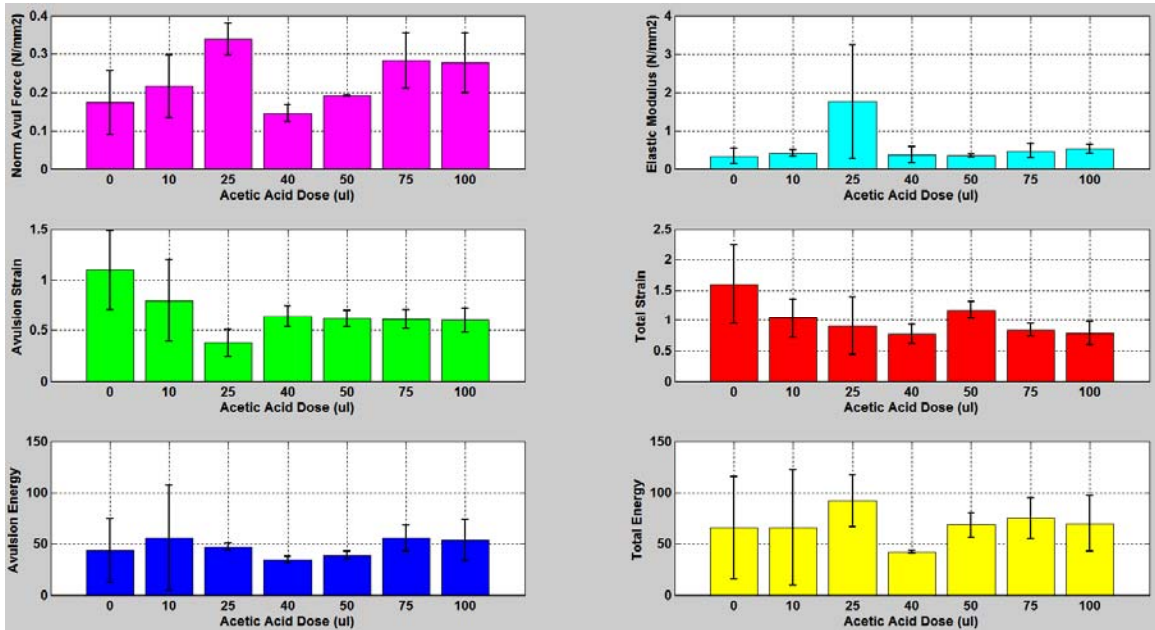 0.4
0.3
0.2
0.1
0
Norm Avul Force (N/mm2)
0 10 25 40 50 75 100
Acetic Acid Dose (ul)
4
3
2
1
0
Elastic Modulus (N/mm2)
0 10 25 40 50 75 100
Acetic Acid Dose (ul)
1.5
1
0.5
0
Avulsion Strain
0 10 25 40 50 75 100
Acetic Acid Dose (ul)
2.5
2
1.5
1
0.5
0
Total Strain
0 10 25 40 50 75 100
Acetic Acid Dose (ul)
150
100
50
0
Avulsion Energy
0 10 25 40 50 75 100
Acetic Acid Dose (ul)
150
100
50
0
Total Energy
0 10 25 40 50 75 100
Acetic Acid Dose (ul)